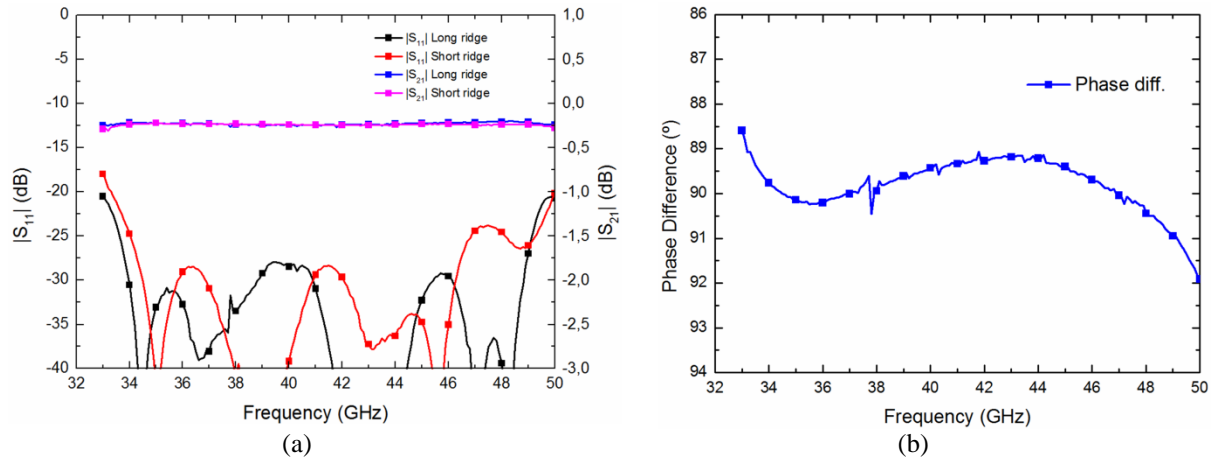 0
-5
-10
-15
-20
-25
-30
-35
-40
|S11| (dB)
|S11| Long ridge
|S11| Short ridge
|S21| Long ridge
|S21| Short ridge
1,0
0,5
0,0
-0,5
-1,0
-1,5
-2,0
-2,5
-3,0
|S21| (dB)
32 34 36 38 40 42 44 46 48 50
Frequency (GHz)
(a)
86
87
88
89
90
91
92
93
94
Phase Difference (º)
Phase diff.
32 34 36 38 40 42 44 46 48 50
Frequency (GHz)
(b)